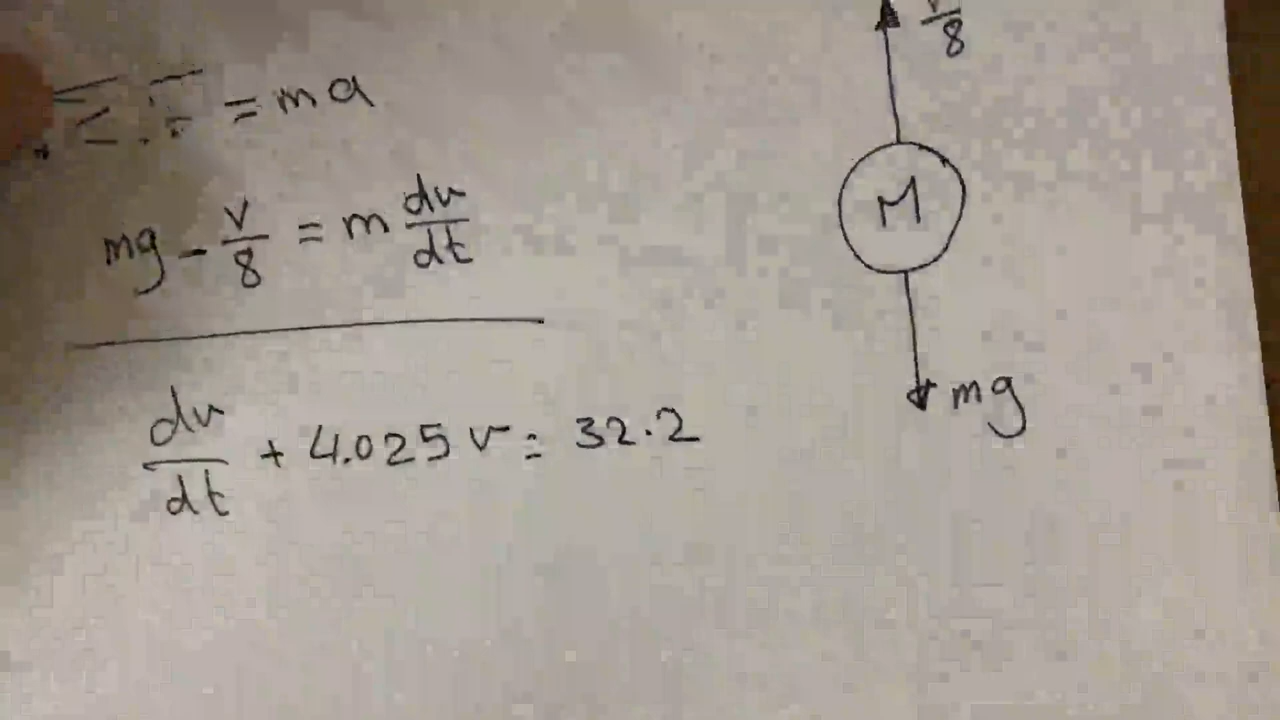 = ma
mg - v/8 = m dv/dt
dv/dt + 4.025 v = 32.2
v/8
M
mg